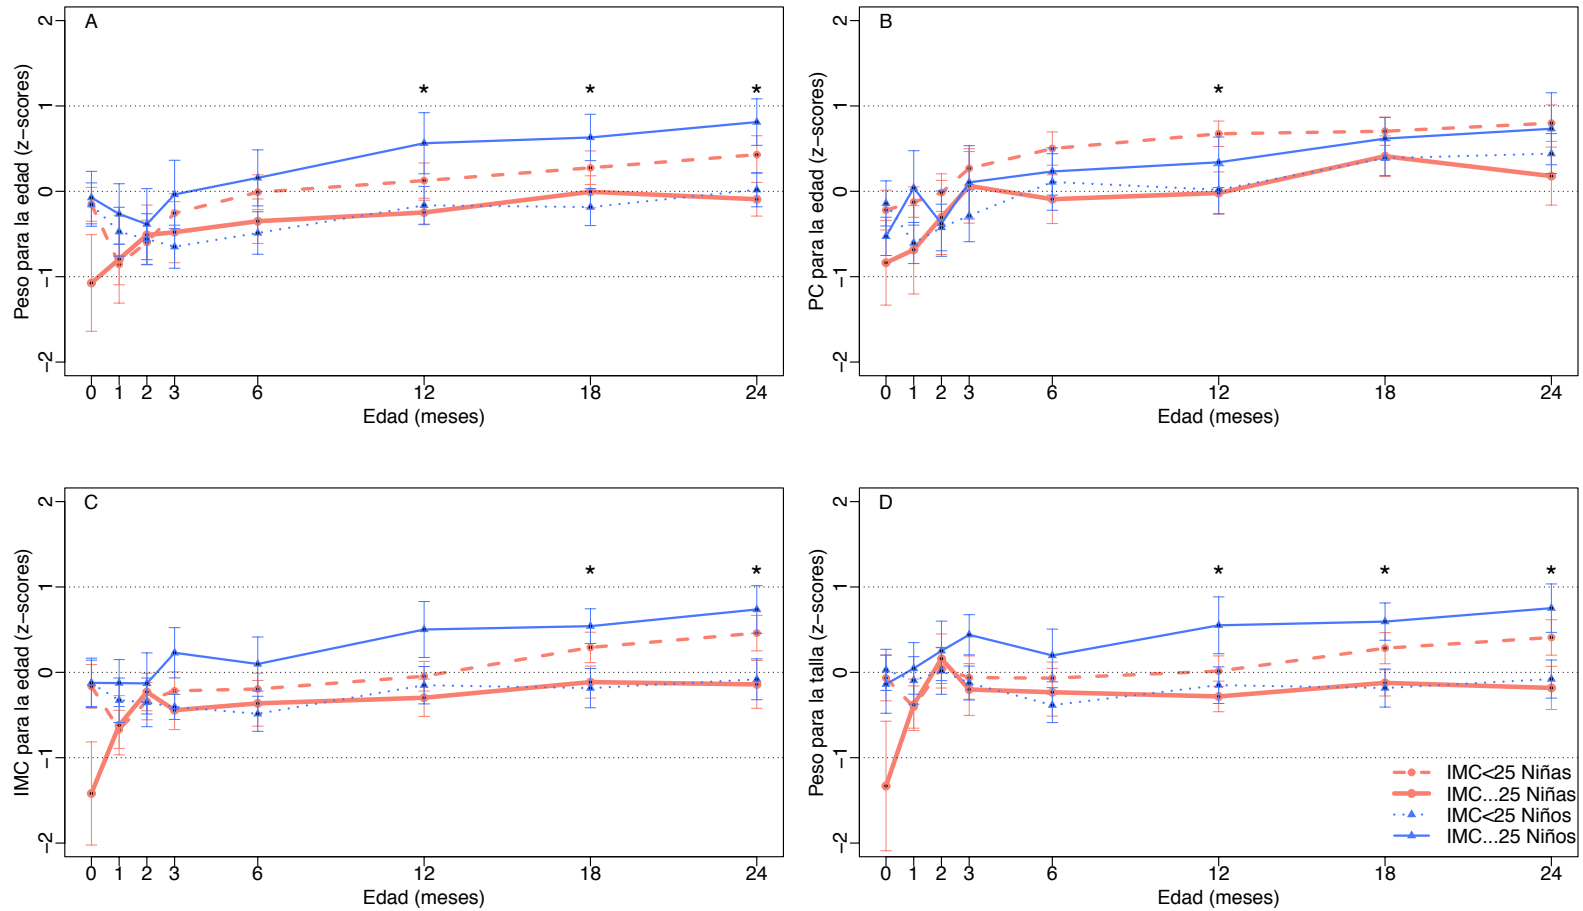 A
Peso para la edad (z−scores)
2
1
0
−1
−2
* * *
0 1 2 3 6 12 18 24
Edad (meses)
B
PC para la edad (z−scores)
2
1
0
−1
−2
*
0 1 2 3 6 12 18 24
Edad (meses)
C
IMC para la edad (z−scores)
2
1
0
−1
−2
* *
0 1 2 3 6 12 18 24
Edad (meses)
D
Peso para la talla (z−scores)
2
1
0
−1
−2
* * *
0 1 2 3 6 12 18 24
Edad (meses)
IMC<25 Niñas
IMC...25 Niñas
IMC<25 Niños
IMC...25 Niños